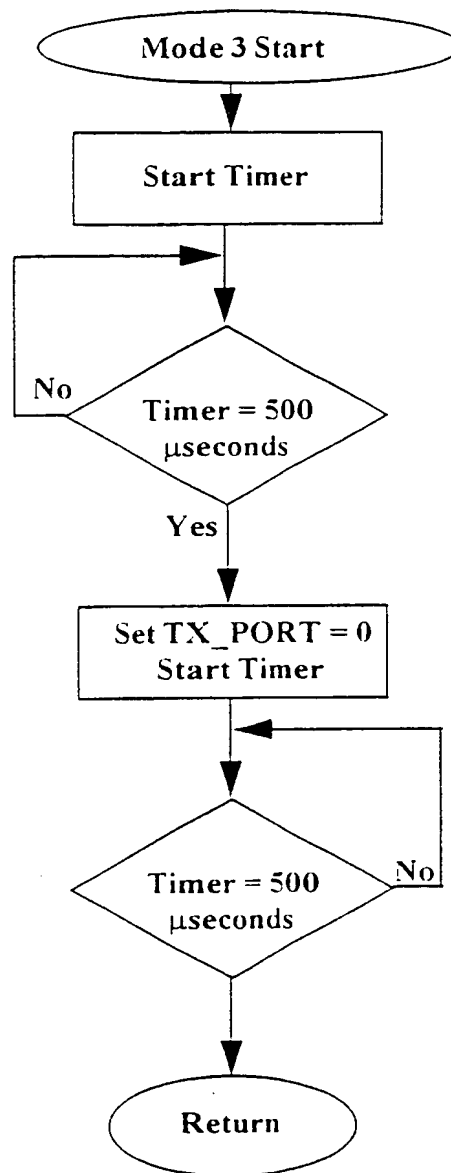 Mode 3 Start
Start Timer
No
Timer = 500
μseconds
Yes
Set TX_PORT = 0
Start Timer
No
Timer = 500
μseconds
Return